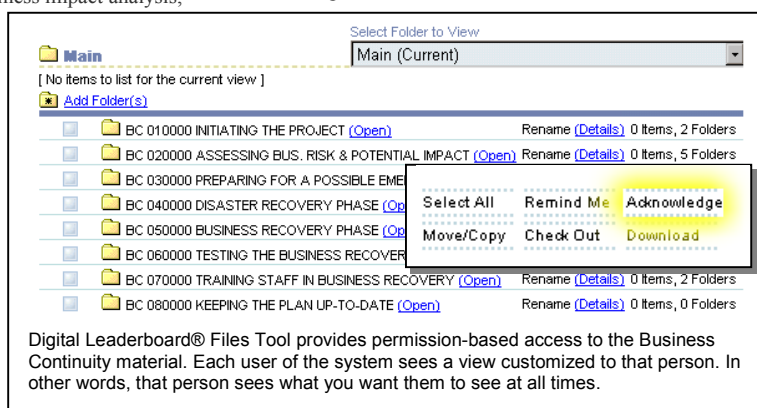 ness impact analysis,
Select Folder to View
Main
Main (Current)
[ No items to list for the current view ]
Add Folder(s)
BC 010000 INITIATING THE PROJECT (Open) Rename (Details) 0 Items, 2 Folders
BC 020000 ASSESSING BUS. RISK & POTENTIAL IMPACT (Open) Rename (Details) 0 Items, 5 Folders
BC 030000 PREPARING FOR A POSSIBLE EME
BC 040000 DISASTER RECOVERY PHASE (Op
BC 050000 BUSINESS RECOVERY PHASE (Op
BC 060000 TESTING THE BUSINESS RECOVER
Select All Remind Me Acknowledge
Move/Copy Check Out Download
BC 070000 TRAINING STAFF IN BUSINESS RECOVERY (Open) Rename (Details) 0 Items, 2 Folders
BC 080000 KEEPING THE PLAN UP-TO-DATE (Open) Rename (Details) 0 Items, 0 Folders
Digital Leaderboard® Files Tool provides permission-based access to the Business
Continuity material. Each user of the system sees a view customized to that person. In
other words, that person sees what you want them to see at all times.